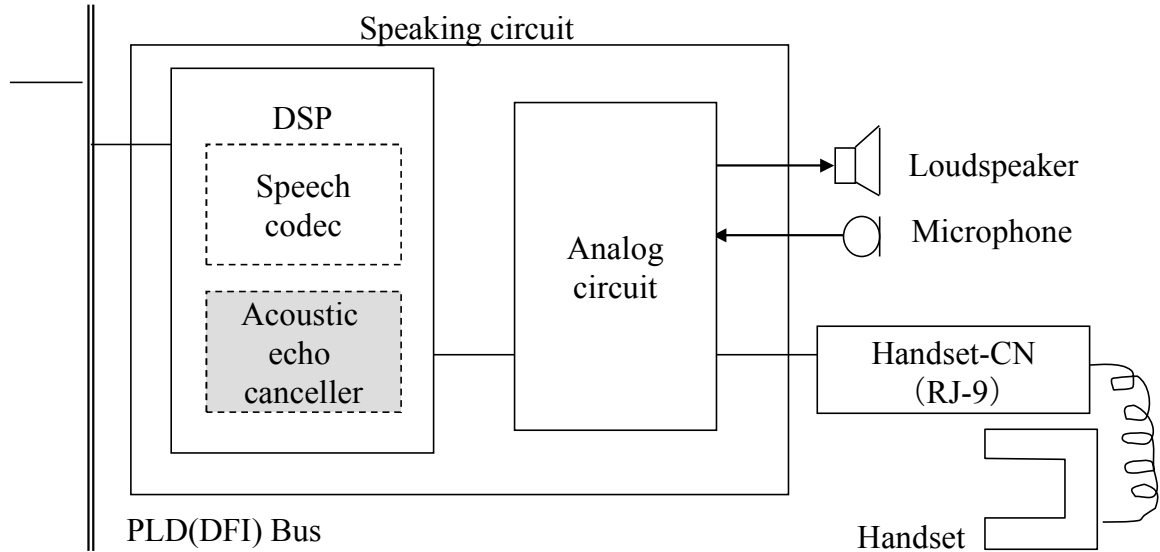 Speaking circuit
DSP
Speech
codec
Acoustic
echo
canceller
Analog
circuit
Loudspeaker
Microphone
Handset-CN
（RJ-9）
Handset
PLD(DFI) Bus